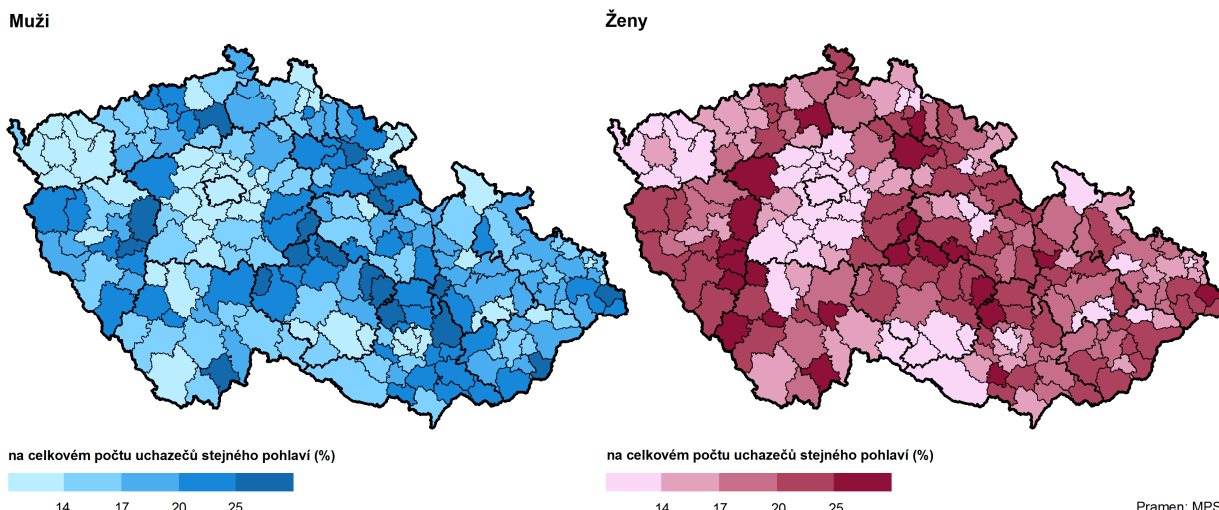 Muži
Ženy
na celkovém počtu uchazečů stejného pohlaví (%)
na celkovém počtu uchazečů stejného pohlaví (%)
14 17 20 25
14 17 20 25
Pramen: MPS